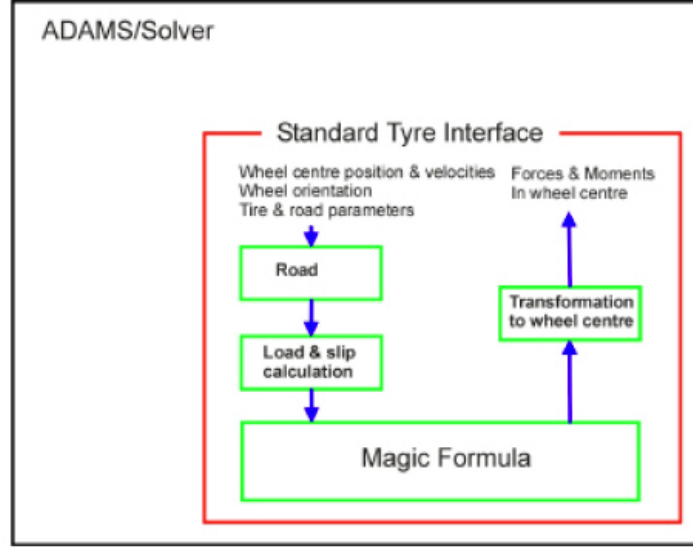 ADAMS/Solver
Standard Tyre Interface
Wheel centre position & velocities
Wheel orientation
Tire & road parameters
Forces & Moments
In wheel centre
Road
Transformation
to wheel centre
Load & slip
calculation
Magic Formula